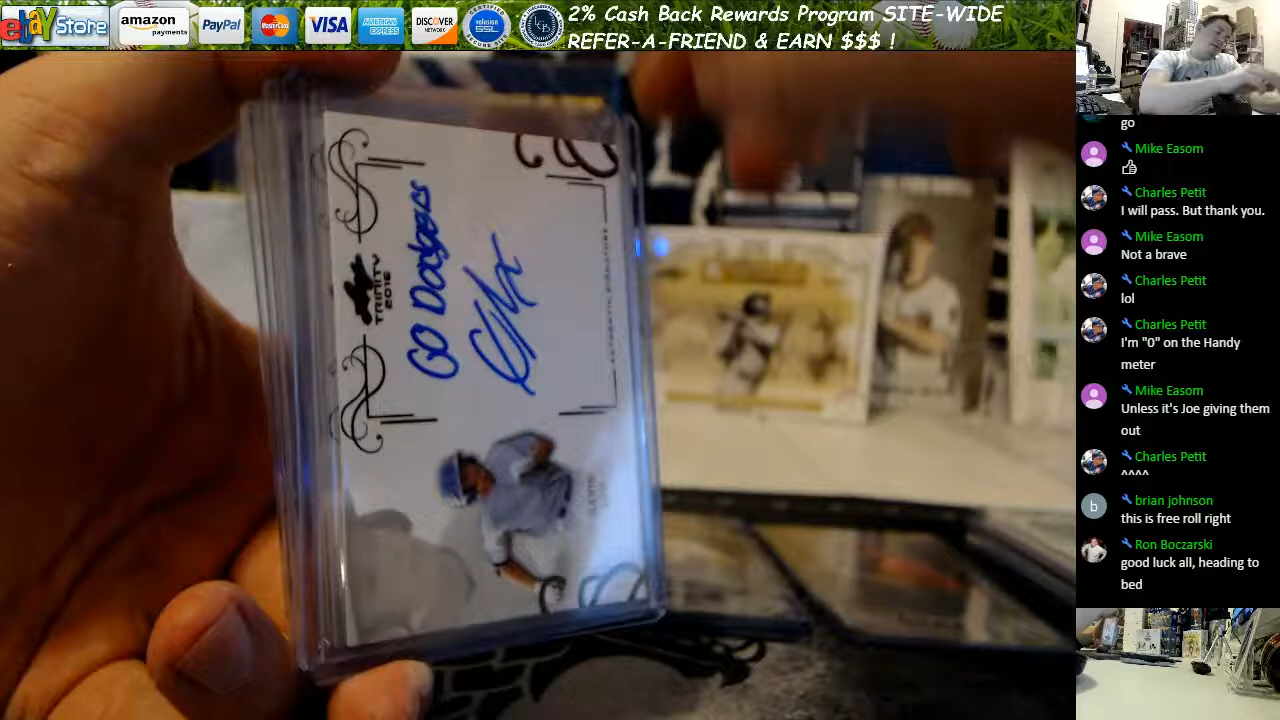 ebay Store
amazon
payments
PayPal
MasterCard
VISA
AMERICAN
EXPRESS
DISCOVER
NETWORK
2% Cash Back Rewards Program SITE-WIDE
REFER-A-FRIEND & EARN $$$ !
GO Dodgers
TRINITY
2016
AUTHENTIC SIGNATURE
go
Mike Easom
Charles Petit
I will pass. But thank you.
Mike Easom
Not a brave
Charles Petit
lol
Charles Petit
I'm "0" on the Handy
meter
Mike Easom
Unless it's Joe giving them
out
Charles Petit
^^^^
b
brian johnson
this is free roll right
Ron Boczarski
good luck all, heading to
bed